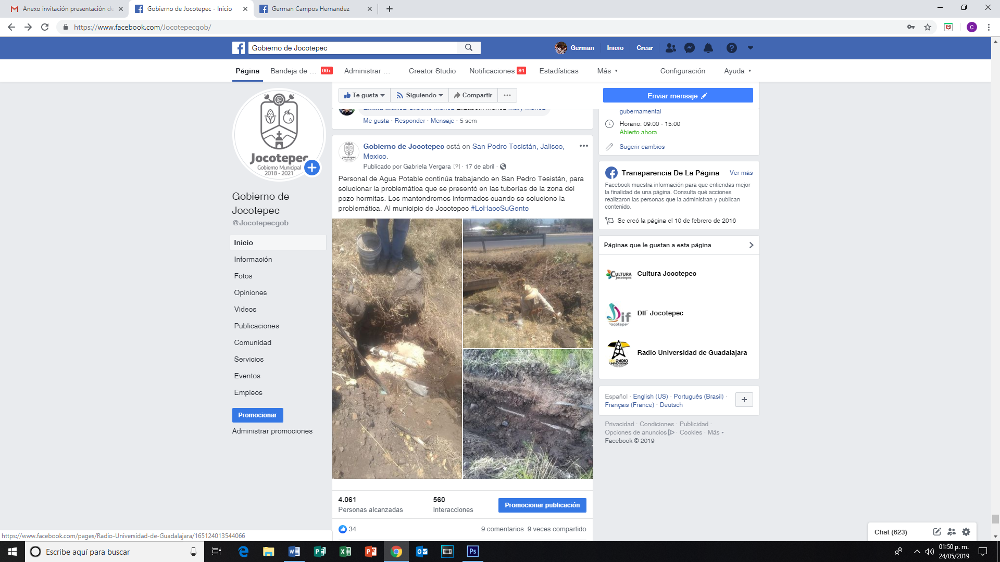 Anexo invitación presentación de
Gobierno de Jocotepec - Inicio
German Campos Hernandez
https://www.facebook.com/Jocotepecgob/
C
Gobierno de Jocotepec
German
Inicio
Crear
Página
Bandeja de ... 99+
Administrar ...
Creator Studio
Notificaciones 84
Estadísticas
Más
Configuración
Ayuda
Te gusta
Siguiendo
Compartir
Enviar mensaje
Jocotepec
Gobierno Municipal
2018 - 2021
Gobierno de
Jocotepec
@Jocotepecgob
Inicio
Información
Fotos
Opiniones
Videos
Publicaciones
Comunidad
Servicios
Eventos
Empleos
Promocionar
Administrar promociones
Me gusta · Responder · Mensaje · 5 sem
Jocotepec
Gobierno de Jocotepec está en San Pedro Tesistán, Jalisco,
Mexico.
Publicado por Gabriela Vergara [?] · 17 de abril ·
Personal de Agua Potable continúa trabajando en San Pedro Tesistán, para
solucionar la problemática que se presentó en las tuberías de la zona del
pozo hermitas. Les mantendremos informados cuando se solucione la
problemática. Al municipio de Jocotepec #LoHaceSuGente
4.061
Personas alcanzadas
560
Interacciones
Promocionar publicación
34
9 comentarios 9 veces compartido
gubernamental
Horario: 09:00 - 15:00
Abierto ahora
Sugerir cambios
Transparencia De La Página
Ver más
Facebook muestra información para que entiendas mejor
la finalidad de una página. Consulta qué acciones
realizaron las personas que la administran y publican
contenido.
Se creó la página el 10 de febrero de 2016
Páginas que le gustan a esta página
CULTURA
Jocotepec
Cultura Jocotepec
Dif
Jocotepec
DIF Jocotepec
RADIO
UNIVERSIDAD
Radio Universidad de Guadalajara
Español · English (US) · Português (Brasil) ·
Français (France) · Deutsch
Privacidad · Condiciones · Publicidad ·
Opciones de anuncios · Cookies · Más
Facebook © 2019
Chat (623)
https://www.facebook.com/pages/Radio-Universidad-de-Guadalajara/165124013544066
Escribe aquí para buscar
01:50 p. m.
24/05/2019